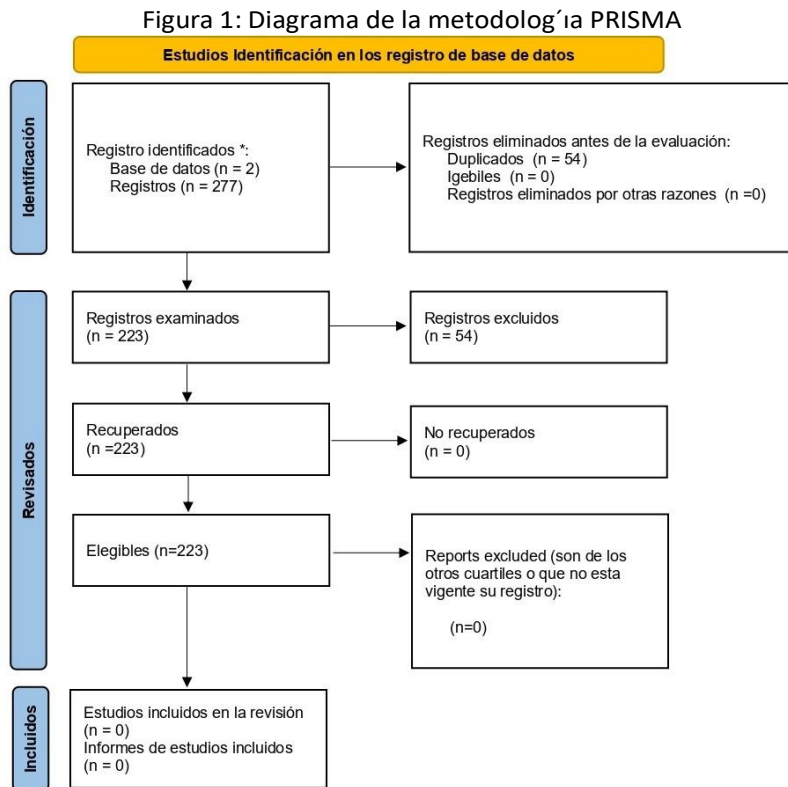 Figura 1: Diagrama de la metodolog´ıa PRISMA
Estudios Identificación en los registro de base de datos
Identificación
Registro identificados *:
Base de datos (n = 2)
Registros (n = 277)
Registros eliminados antes de la evaluación:
Duplicados (n = 54)
Igebiles (n = 0)
Registros eliminados por otras razones (n =0)
Revisados
Registros examinados
(n = 223)
Registros excluidos
(n = 54)
Recuperados
(n =223)
No recuperados
(n = 0)
Elegibles (n=223)
Reports excluded (son de los
otros cuartiles o que no esta
vigente su registro):
(n=0)
Incluidos
Estudios incluidos en la revisión
(n = 0)
Informes de estudios incluidos
(n = 0)